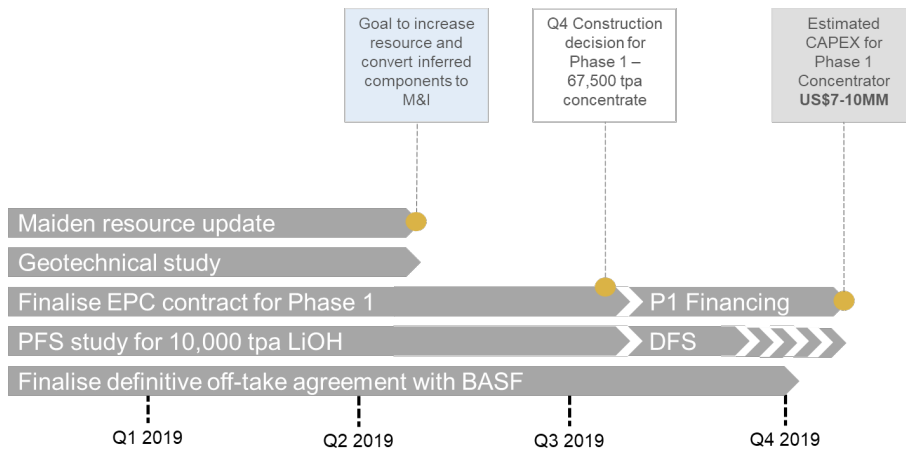 Goal to increase
resource and
convert inferred
components to
M&I
Q4 Construction
decision for
Phase 1 –
67,500 tpa
concentrate
Estimated
CAPEX for
Phase 1
Concentrator
US$7-10MM
Maiden resource update
Geotechnical study
Finalise EPC contract for Phase 1
P1 Financing
PFS study for 10,000 tpa LiOH
DFS
Finalise definitive off-take agreement with BASF
Q1 2019
Q2 2019
Q3 2019
Q4 2019